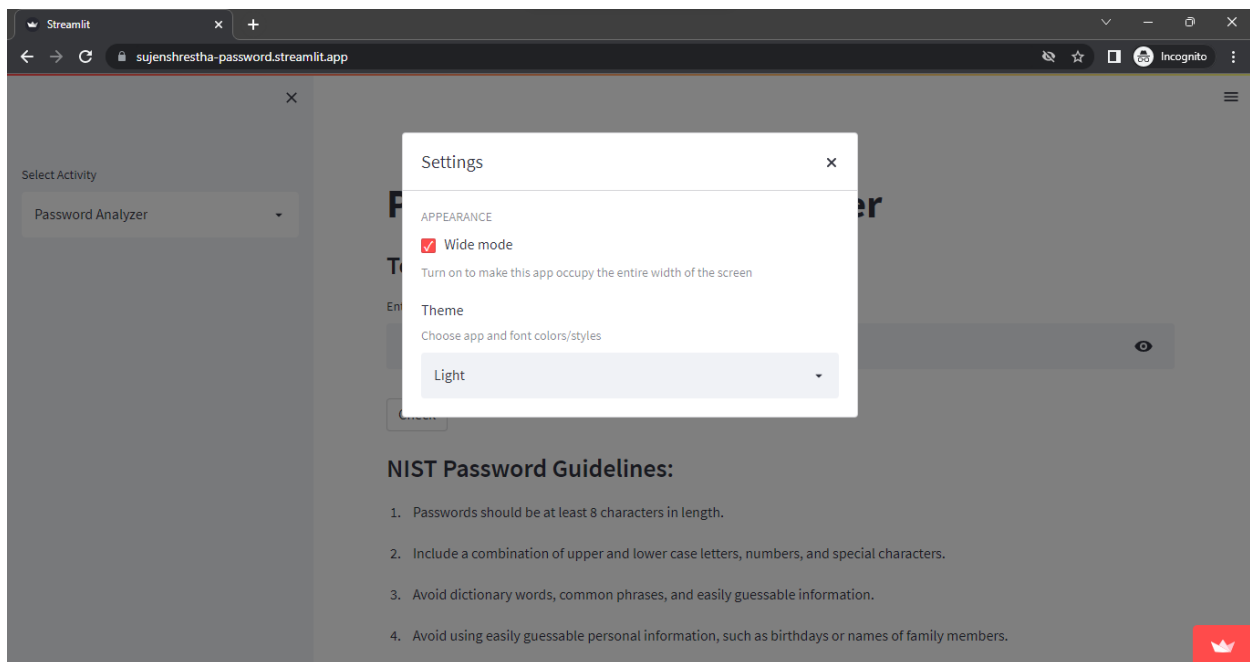 Streamlit
sujenshrestha-password.streamlit.app
Incognito
Select Activity
Password Analyzer
Settings
APPEARANCE
Wide mode
Turn on to make this app occupy the entire width of the screen
Theme
Choose app and font colors/styles
Light
NIST Password Guidelines:
1. Passwords should be at least 8 characters in length.
2. Include a combination of upper and lower case letters, numbers, and special characters.
3. Avoid dictionary words, common phrases, and easily guessable information.
4. Avoid using easily guessable personal information, such as birthdays or names of family members.